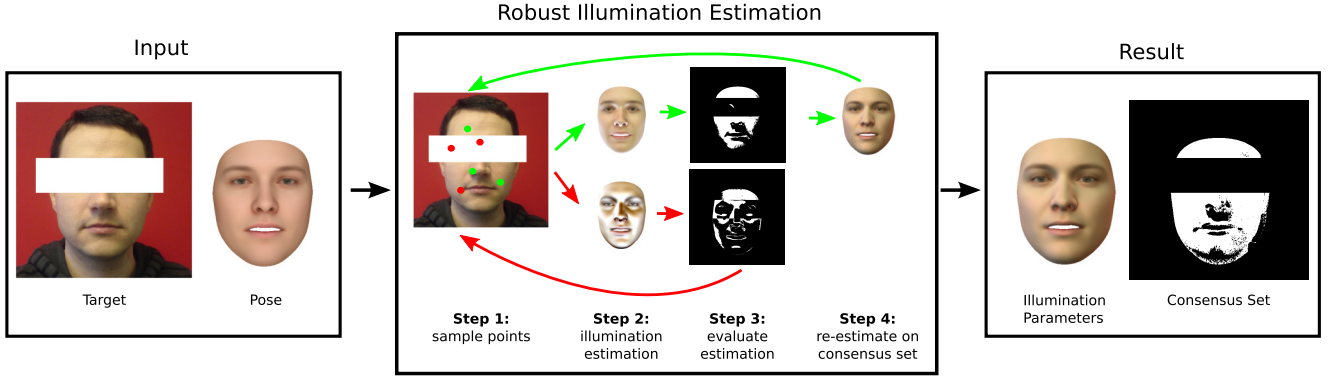 Robust Illumination Estimation
Input
Result
Target
Pose
Step 1:
sample points
Step 2:
illumination
estimation
Step 3:
evaluate
estimation
Step 4:
re-estimate on
consensus set
Illumination
Parameters
Consensus Set